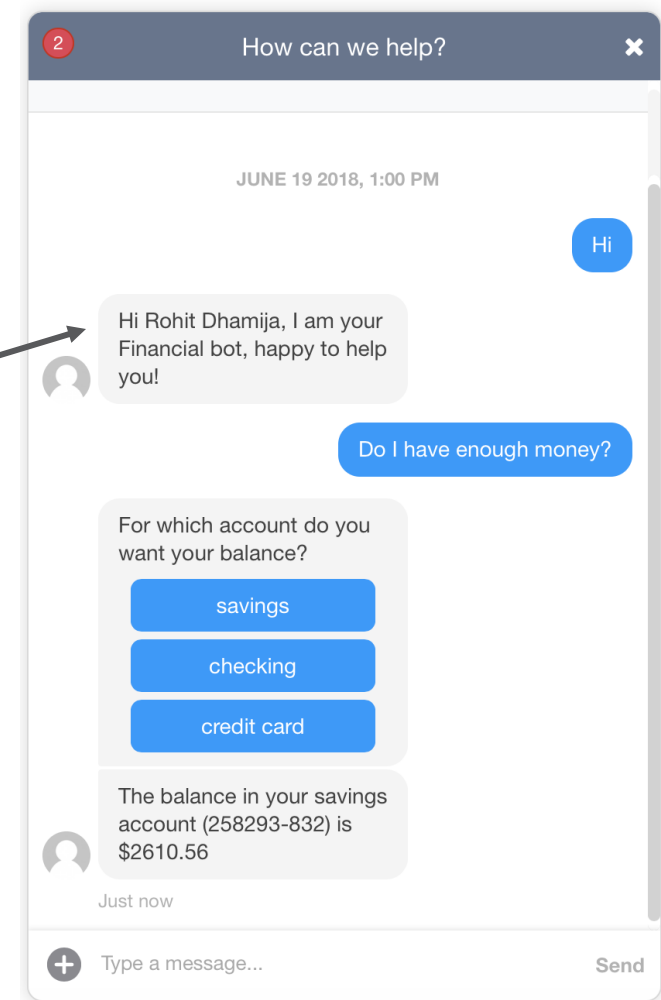 2
How can we help?
JUNE 19 2018, 1:00 PM
Hi
Hi Rohit Dhamija, I am your
Financial bot, happy to help
you!
Do I have enough money?
For which account do you
want your balance?
savings
checking
credit card
The balance in your savings
account (258293-832) is
$2610.56
Just now
Type a message...
Send